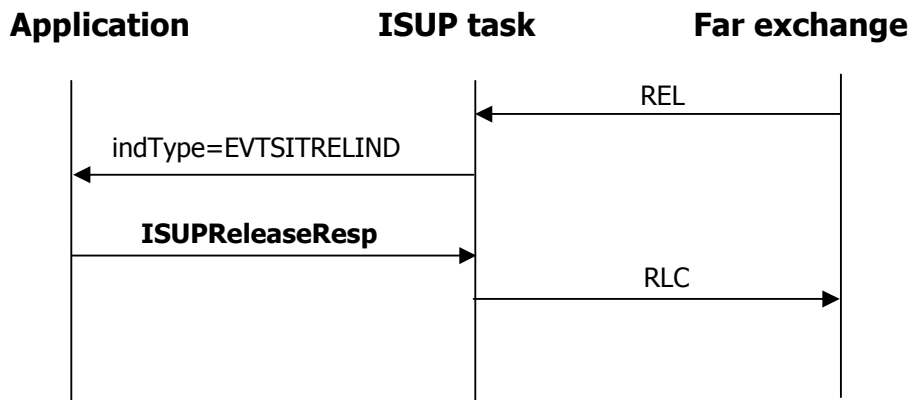 Application ISUP task Far exchange
REL
indType=EVTSITRELIND
ISUPReleaseResp
RLC